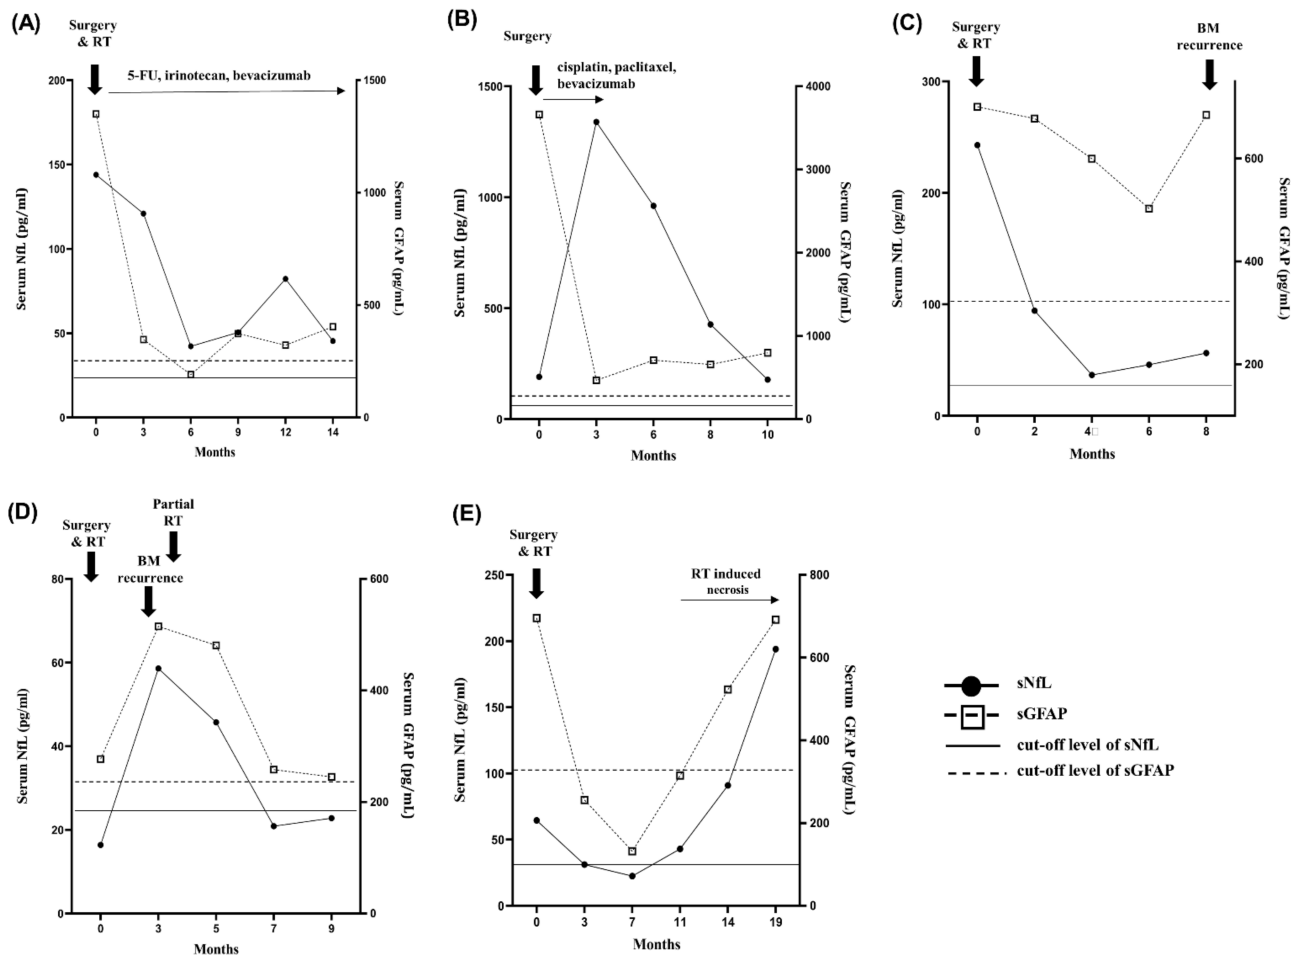 (A)
Surgery
& RT
5-FU, irinotecan, bevacizumab
200
150
100
50
0
1500
1000
500
0
Serum NfL (pg/ml)
Serum GFAP (pg/mL)
0 3 6 9 12 14
Months
(B)
Surgery
cisplatin, paclitaxel,
bevacizumab
1500
1000
500
0
4000
3000
2000
1000
0
Serum NfL (pg/ml)
Serum GFAP (pg/mL)
0 3 6 8 10
Months
(C)
Surgery
& RT
BM
recurrence
300
200
100
0
600
400
200
Serum NfL (pg/ml)
Serum GFAP (pg/mL)
0 2 4 6 8
Months
(D)
Surgery
& RT
BM
recurrence
Partial
RT
80
60
40
20
0
600
400
200
0
Serum NfL (pg/ml)
Serum GFAP (pg/mL)
0 3 5 7 9
Months
(E)
Surgery
& RT
RT induced
necrosis
250
200
150
100
50
0
800
600
400
200
0
Serum NfL (pg/ml)
Serum GFAP (pg/mL)
0 3 7 11 14 19
Months
sNfL
sGFAP
cut-off level of sNfL
cut-off level of sGFAP